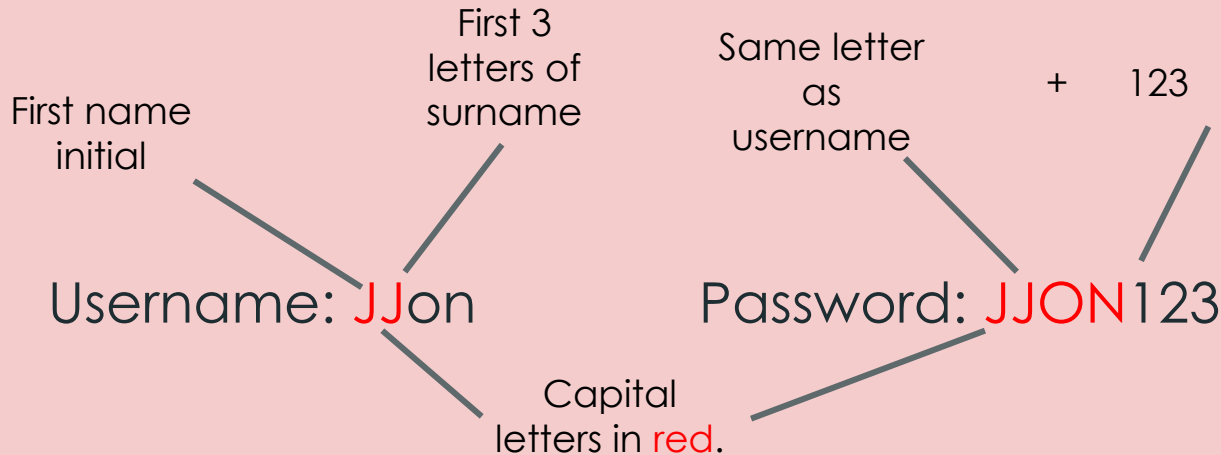 First name
initial
First 3
letters of
surname
Same letter
as
username
+ 123
Username: JJon
Password: JJON123
Capital
letters in red.